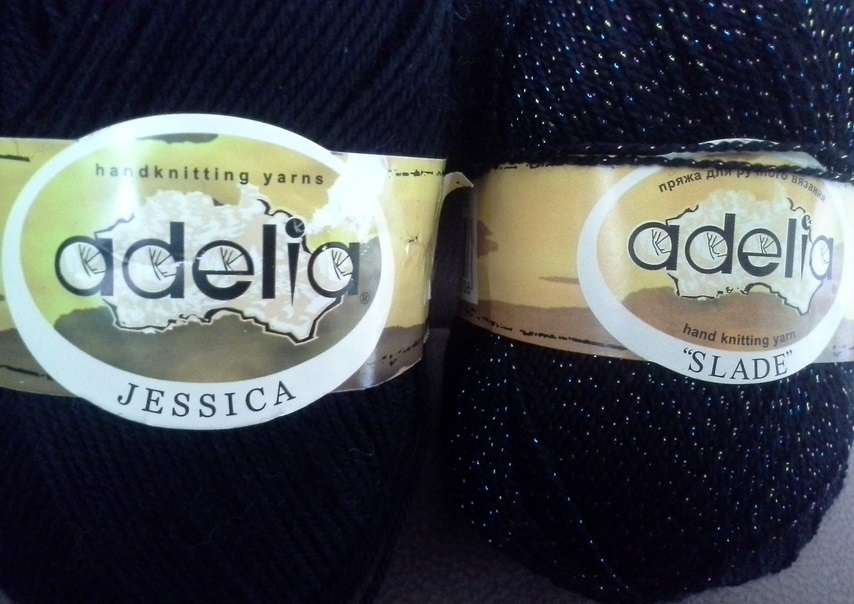 handknitting yarns
adelia®
JESSICA
пряжа для ручного вязания
adelia
hand knitting yarn
"SLADE"